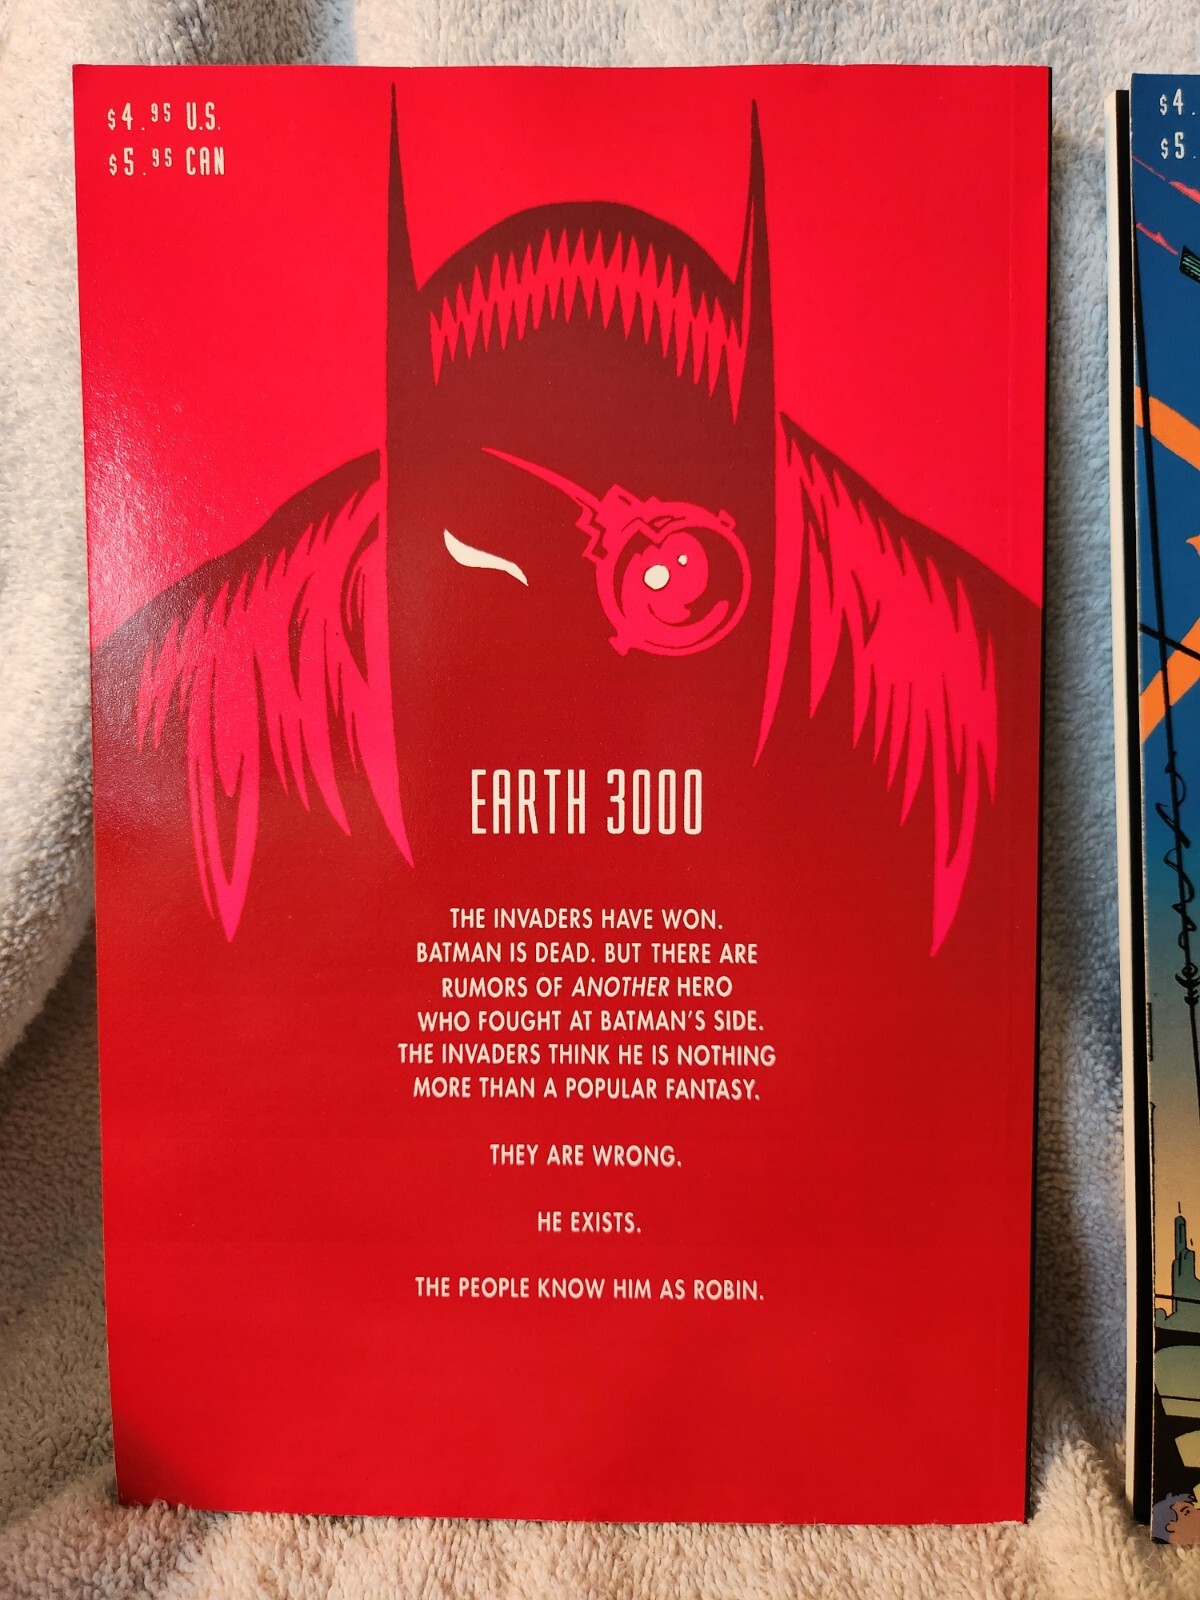 $4.95 U.S.
$5.95 CAN
EARTH 3000
THE INVADERS HAVE WON.
BATMAN IS DEAD. BUT THERE ARE
RUMORS OF ANOTHER HERO
WHO FOUGHT AT BATMAN'S SIDE.
THE INVADERS THINK HE IS NOTHING
MORE THAN A POPULAR FANTASY.
THEY ARE WRONG.
HE EXISTS.
THE PEOPLE KNOW HIM AS ROBIN.
$4.
$5.